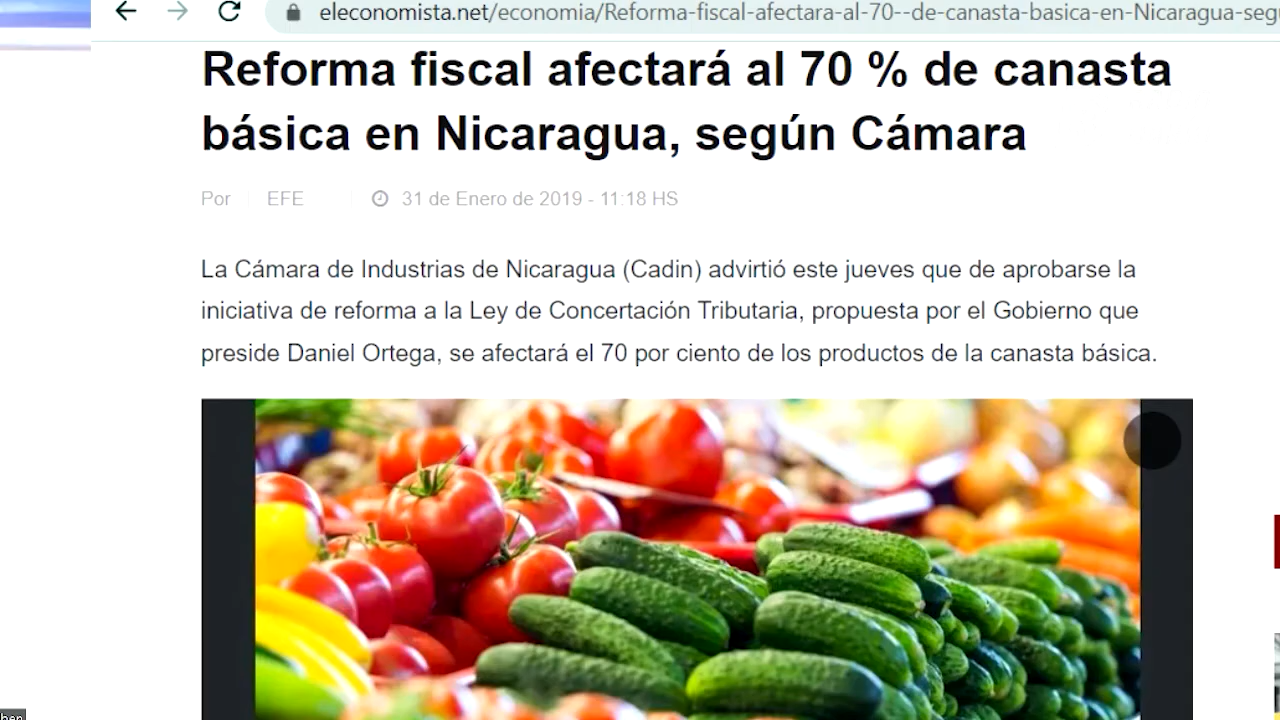 eleconomista.net/economia/Reforma-fiscal-afectara-al-70--de-canasta-basica-en-Nicaragua-seg
Reforma fiscal afectará al 70 % de canasta
básica en Nicaragua, según Cámara
Por EFE 31 de Enero de 2019 - 11:18 HS
La Cámara de Industrias de Nicaragua (Cadin) advirtió este jueves que de aprobarse la
iniciativa de reforma a la Ley de Concertación Tributaria, propuesta por el Gobierno que
preside Daniel Ortega, se afectará el 70 por ciento de los productos de la canasta básica.